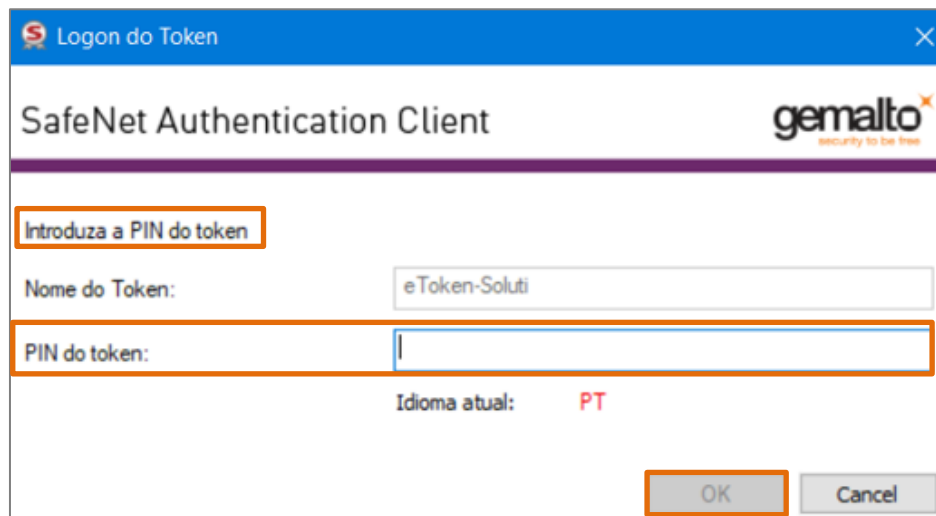 Logon do Token
SafeNet Authentication Client
gemalto
security to be free
Introduza a PIN do token
Nome do Token: eToken-Soluti
PIN do token:
Idioma atual: PT
OK Cancel